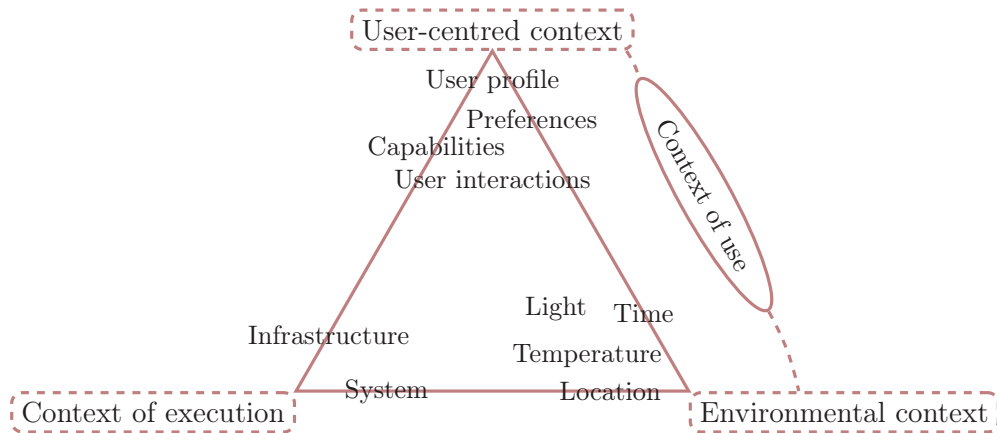 User-centred context
User profile
Preferences
Capabilities
User interactions
Context of use
Light
Time
Infrastructure
Temperature
System
Location
Context of execution
Environmental context